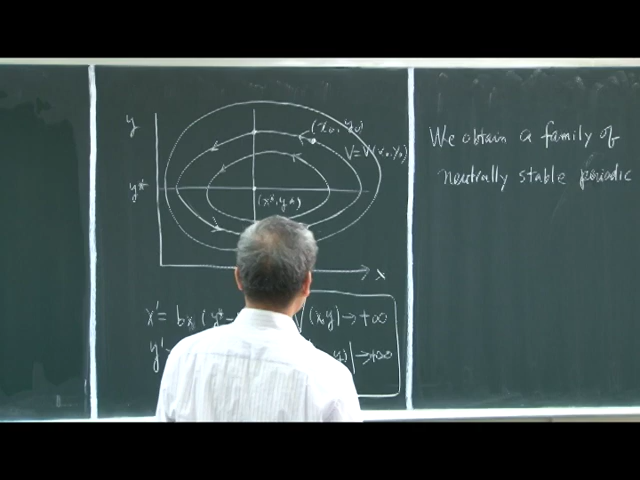 y
(x₀, y₀)
V=V(x₀,y₀)
y*
(x*, y*)
x
x' = bx (y* -
(x,y) → +∞
y'
y)| → +∞
We obtain a family of
neutrally stable periodic